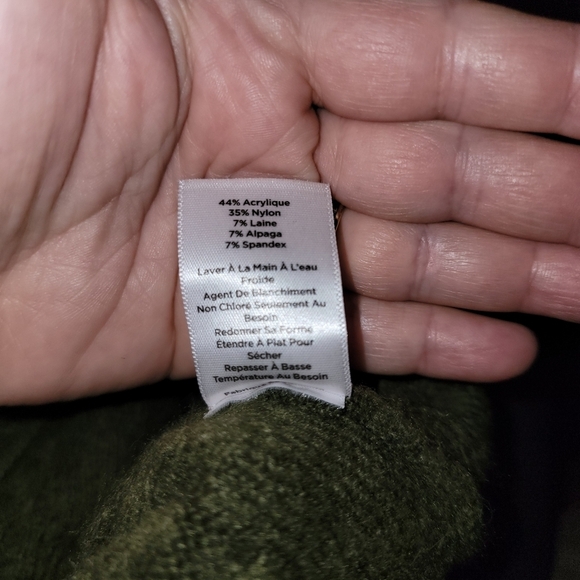 44% Acrylique
35% Nylon
7% Laine
7% Alpaga
7% Spandex
Laver À La Main À L'eau
Froide
Agent De Blanchiment
Non Chloré Seulement Au
Besoin
Redonner Sa Forme
Étendre À Plat Pour
Sécher
Repasser À Basse
Température Au Besoin